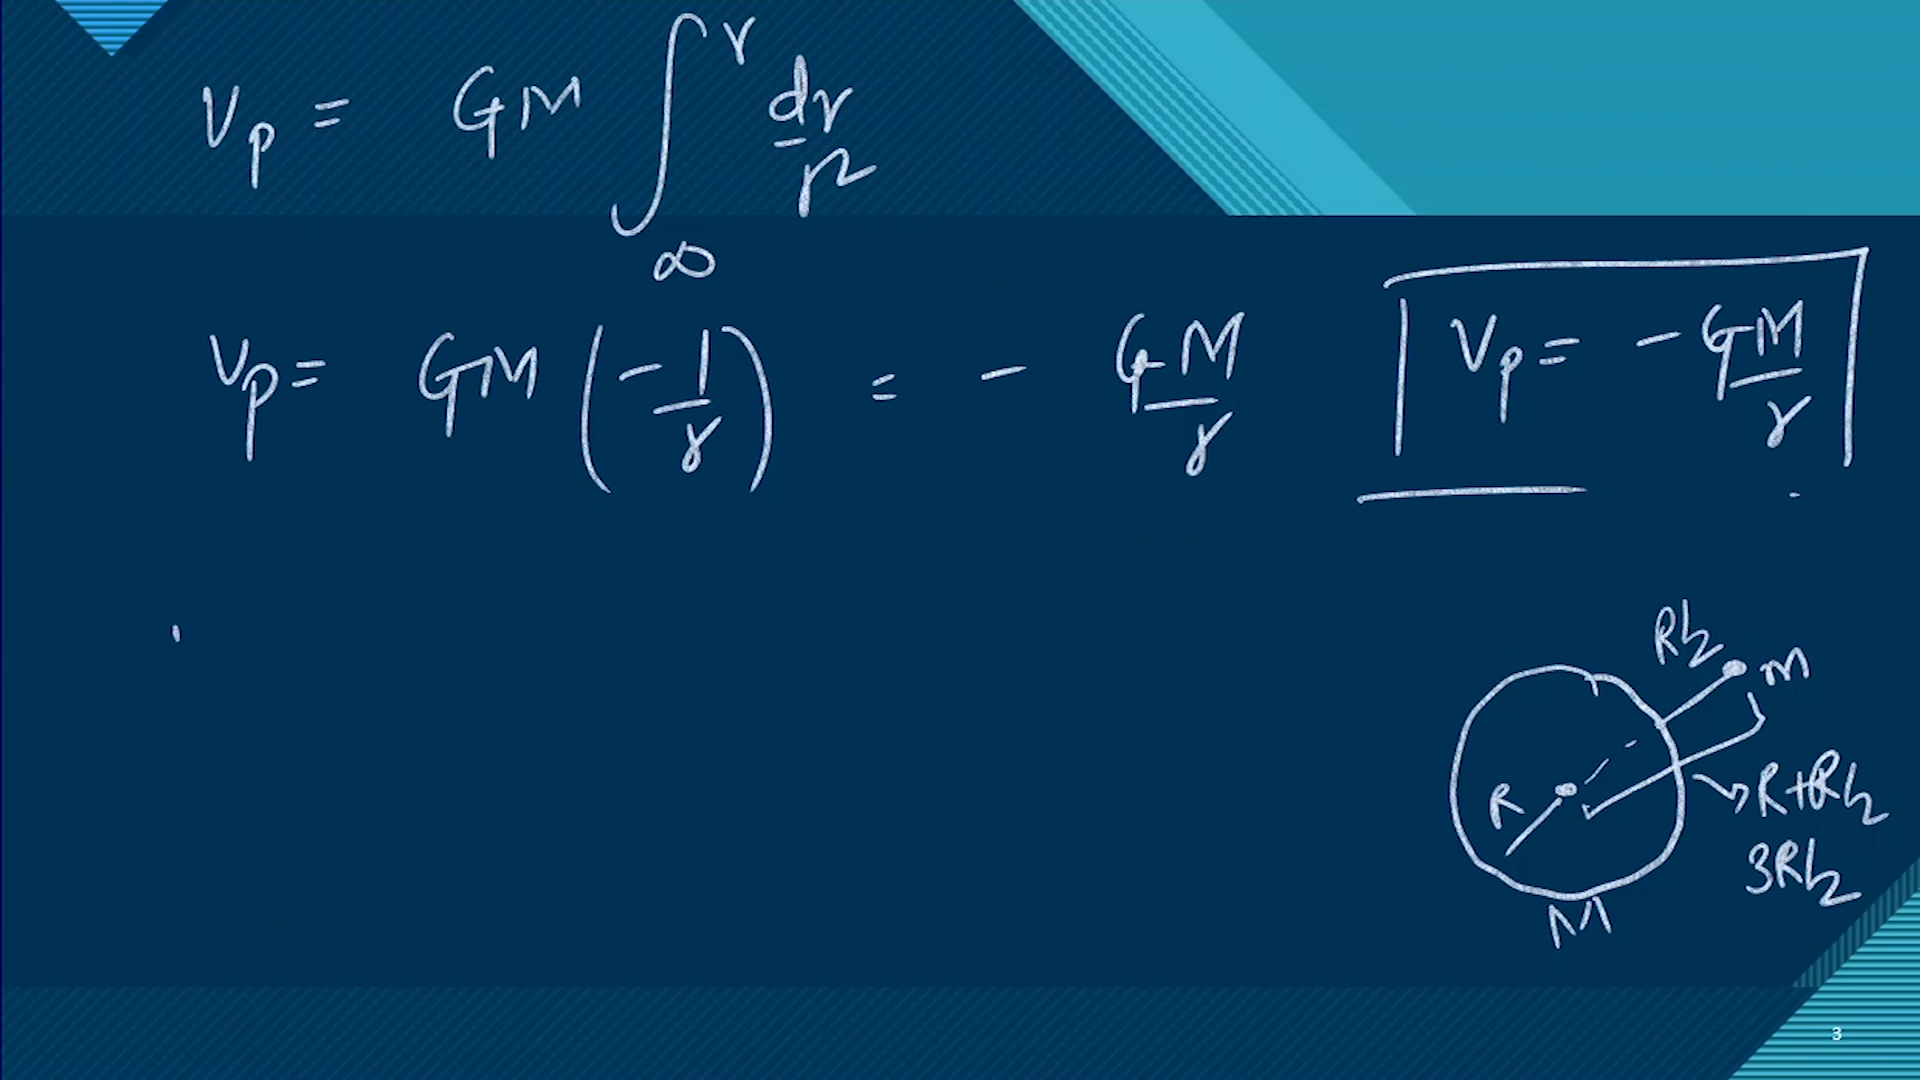 Vp = GM ∫∞^r dr/r²
Vp = GM (-1/r) = - GM/r
Vp = - GM/r
R/2
m
R
R+R/2
3R/2
M
3